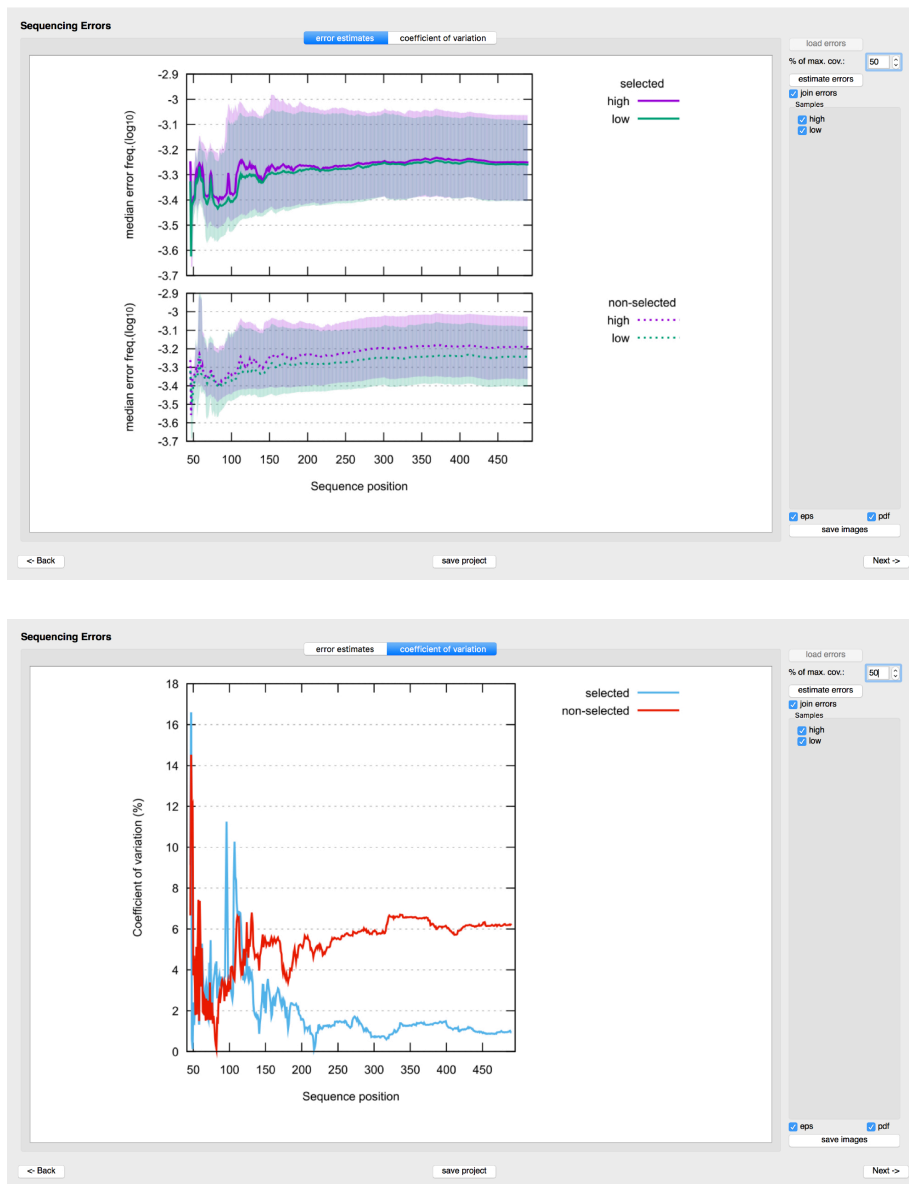 Sequencing Errors
error estimates coefficient of variation
load errors
% of max. cov.: 50
estimate errors
join errors
Samples
high
low
median error freq.(log10)
-2.9
-3
-3.1
-3.2
-3.3
-3.4
-3.5
-3.6
-3.7
selected
high
low
median error freq.(log10)
-2.9
-3
-3.1
-3.2
-3.3
-3.4
-3.5
-3.6
-3.7
non-selected
high
low
50 100 150 200 250 300 350 400 450
Sequence position
eps pdf
save images
<- Back save project Next ->
Sequencing Errors
error estimates coefficient of variation
load errors
% of max. cov.: 50
estimate errors
join errors
Samples
high
low
Coefficient of variation (%)
18
16
14
12
10
8
6
4
2
0
selected
non-selected
50 100 150 200 250 300 350 400 450
Sequence position
eps pdf
save images
<- Back save project Next ->